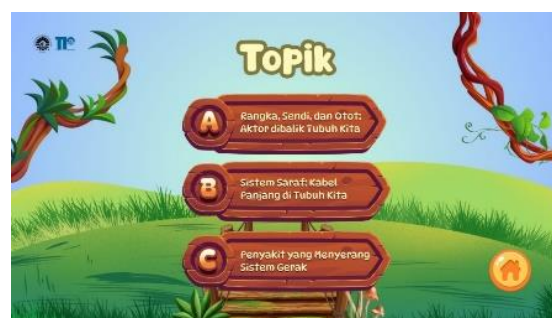 Topik
A
Rangka, Sendi, dan Otot:
Aktor dibalik Tubuh Kita
B
Sistem Saraf: Kabel
Panjang di Tubuh Kita
C
Penyakit yang Menyerang
Sistem Gerak